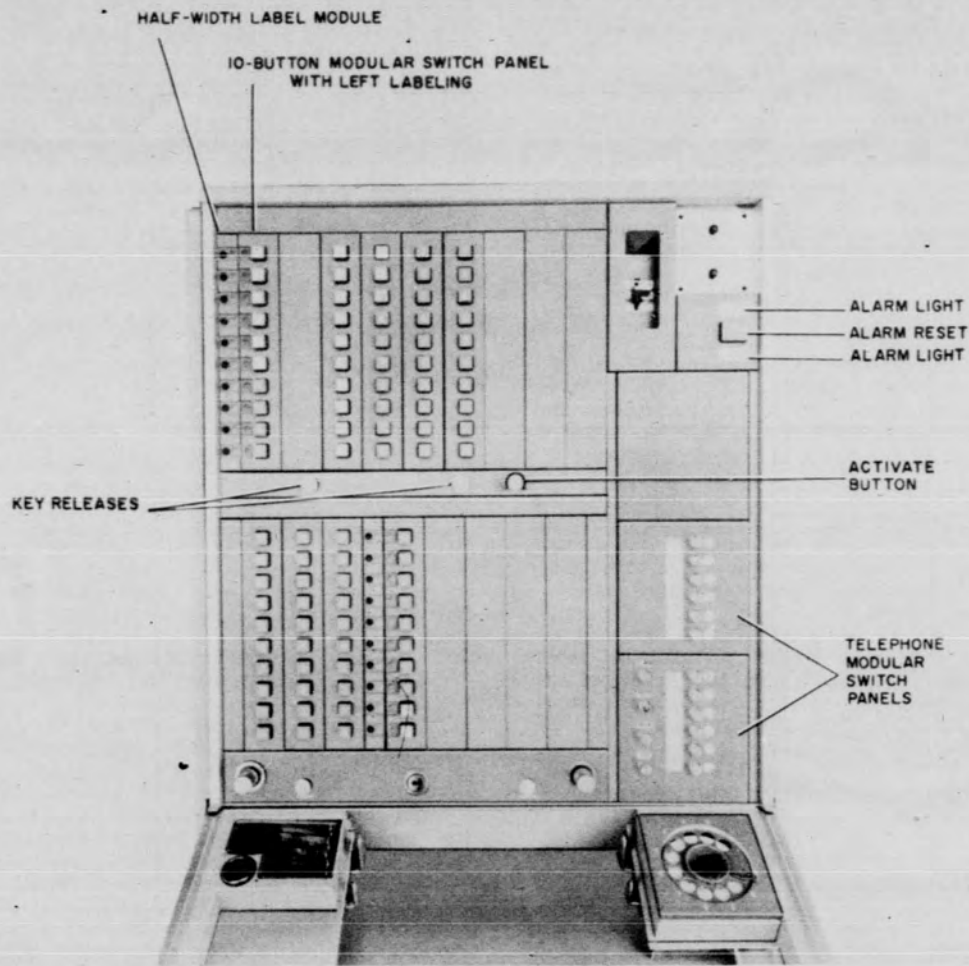 HALF-WIDTH LABEL MODULE
10-BUTTON MODULAR SWITCH PANEL
WITH LEFT LABELING
ALARM LIGHT
ALARM RESET
ALARM LIGHT
ACTIVATE
BUTTON
KEY RELEASES
TELEPHONE
MODULAR
SWITCH
PANELS